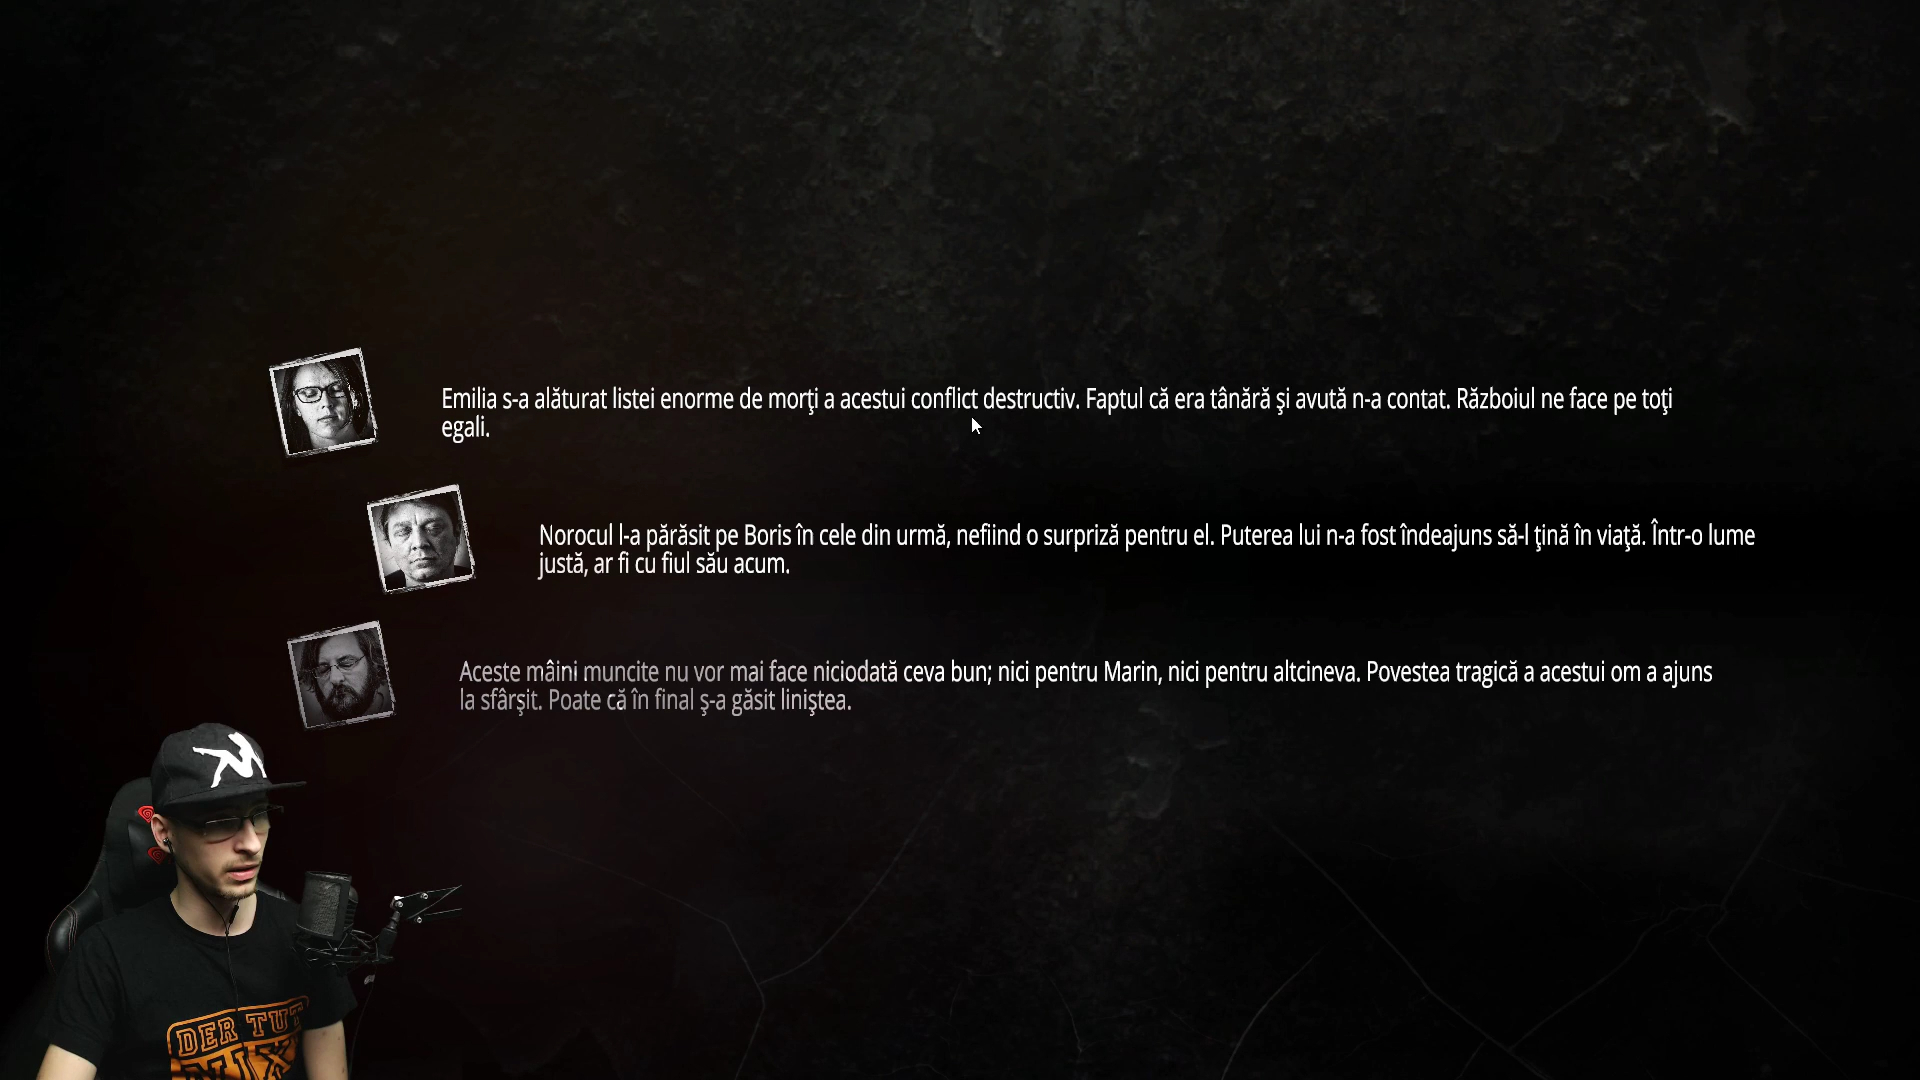 Emilia s-a alăturat listei enorme de morţi a acestui conflict destructiv. Faptul că era tânără şi avută n-a contat. Războiul ne face pe toţi
egali.
Norocul l-a părăsit pe Boris în cele din urmă, nefiind o surpriză pentru el. Puterea lui n-a fost îndeajuns să-l ţină în viaţă. Într-o lume
justă, ar fi cu fiul său acum.
Aceste mâini muncite nu vor mai face niciodată ceva bun; nici pentru Marin, nici pentru altcineva. Povestea tragică a acestui om a ajuns
la sfârşit. Poate că în final ş-a găsit liniştea.
DER TUT
NIX